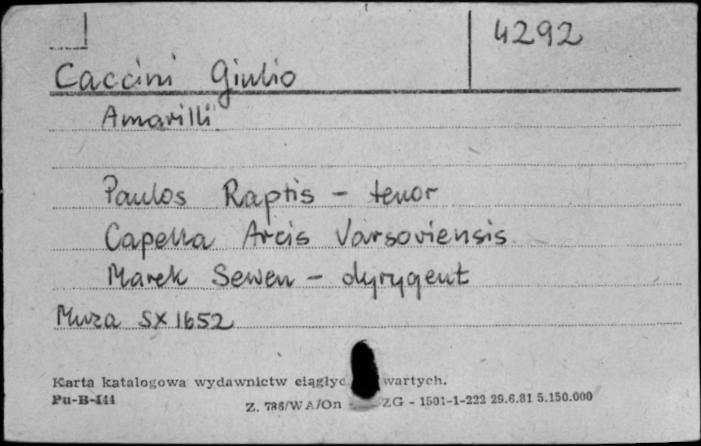 4292
Caccini Giulio
Amarilli
Paulos Raptis - tenor
Capella Arcis Varsoviensis
Marek Sewen - dyrygent
Muza SX 1652
Karta katalogowa wydawnictw ciągłyc wartych.
Pu-B-144
Z. 786/WA/On ZG - 1501-1-222 29.6.81 5.150.000